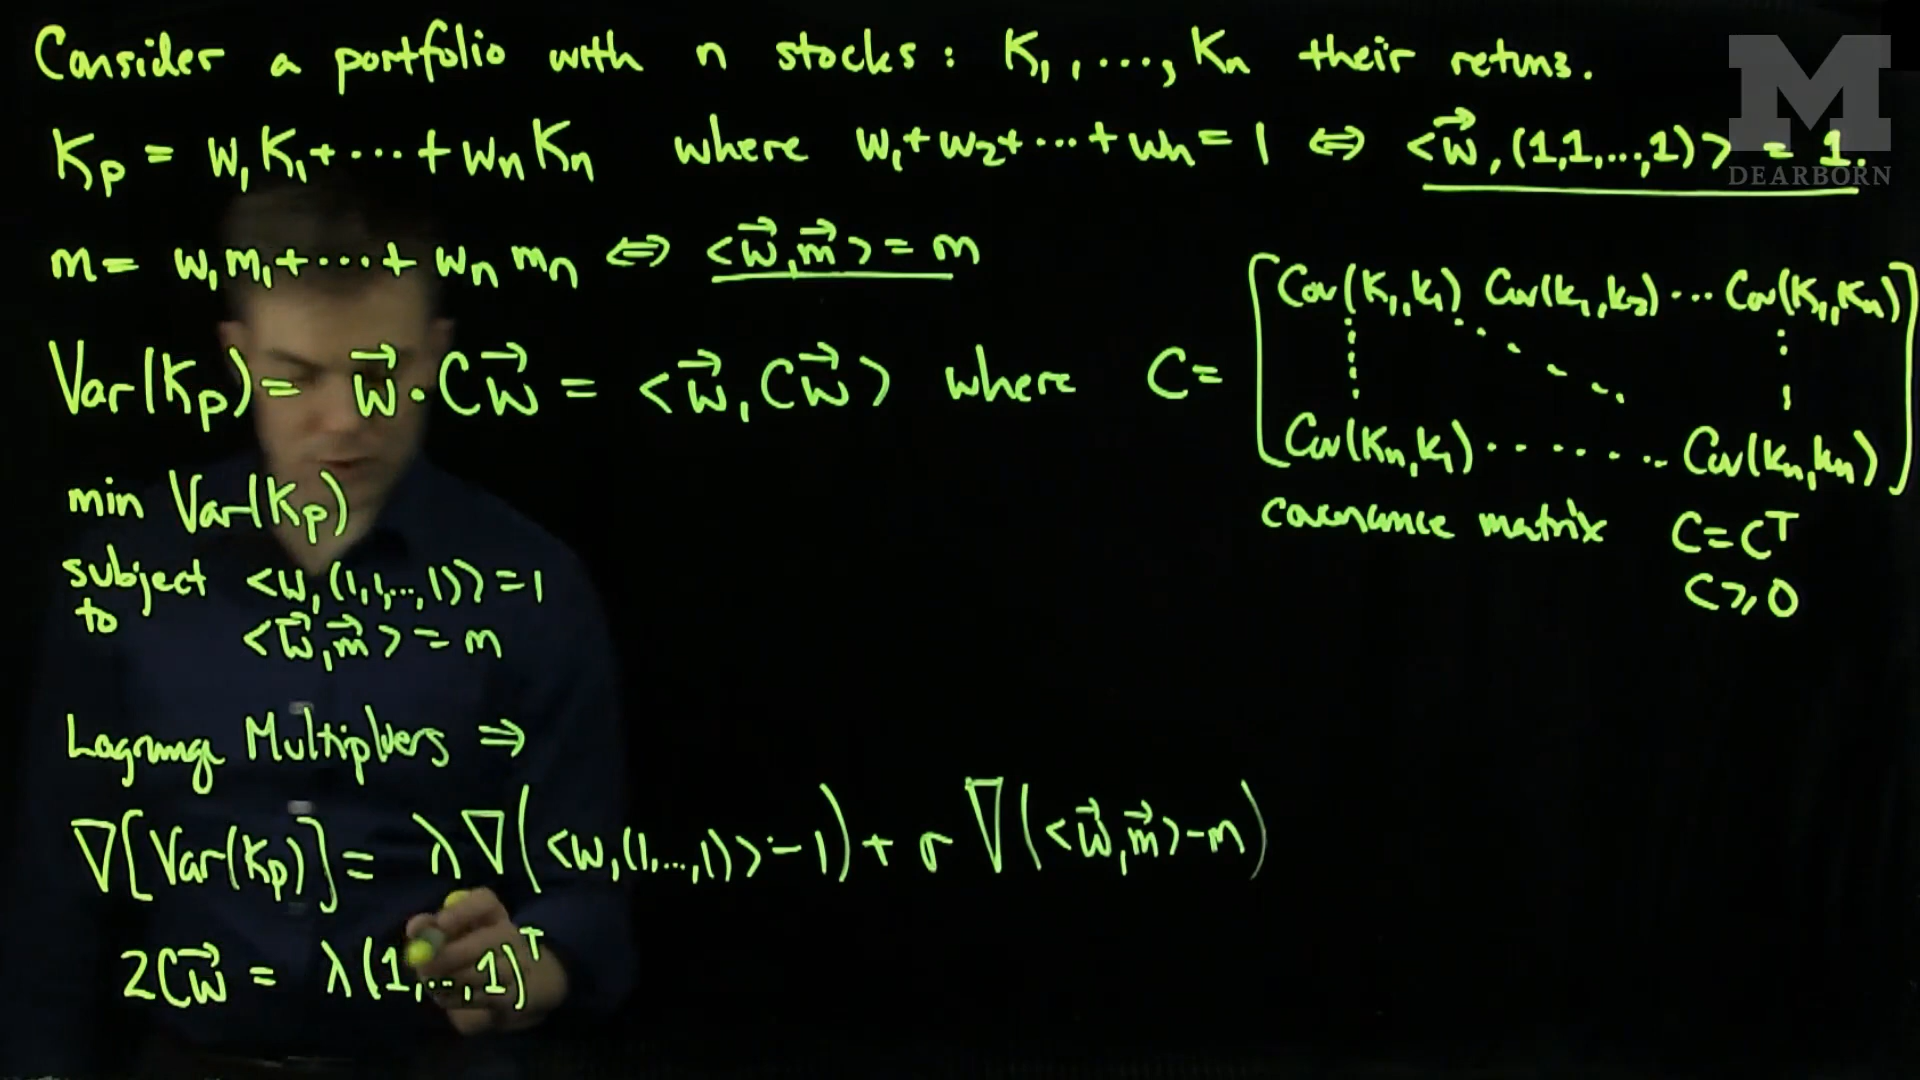 Consider a portfolio with n stocks: K₁,...,Kₙ their returns.
Kₚ = w₁K₁+···+wₙKₙ where w₁+w₂+···+wₙ=1 ⇔ <w⃗,(1,1,...,1)> = 1.
M
DEARBORN
m = w₁m₁+···+wₙmₙ ⇔ <w⃗,m⃗>=m
Var(Kₚ) = w⃗·Cw⃗ = <w⃗,Cw⃗> where C=
[Cov(K₁,K₁) Cov(K₁,K₂) ··· Cov(K₁,Kₙ)
Cov(Kₙ,K₁) ······· Cov(Kₙ,Kₙ)]
covariance matrix C=Cᵀ
C⩾0
min Var(Kₚ)
subject to <w,(1,1,...,1)>=1
<w⃗,m⃗>=m
Lagrange Multipliers ⇒
∇[Var(Kₚ)] = λ∇(<w,(1,...,1)>-1)+σ∇(<w⃗,m⃗>-m)
2Cw⃗ = λ(1,...,1)ᵀ